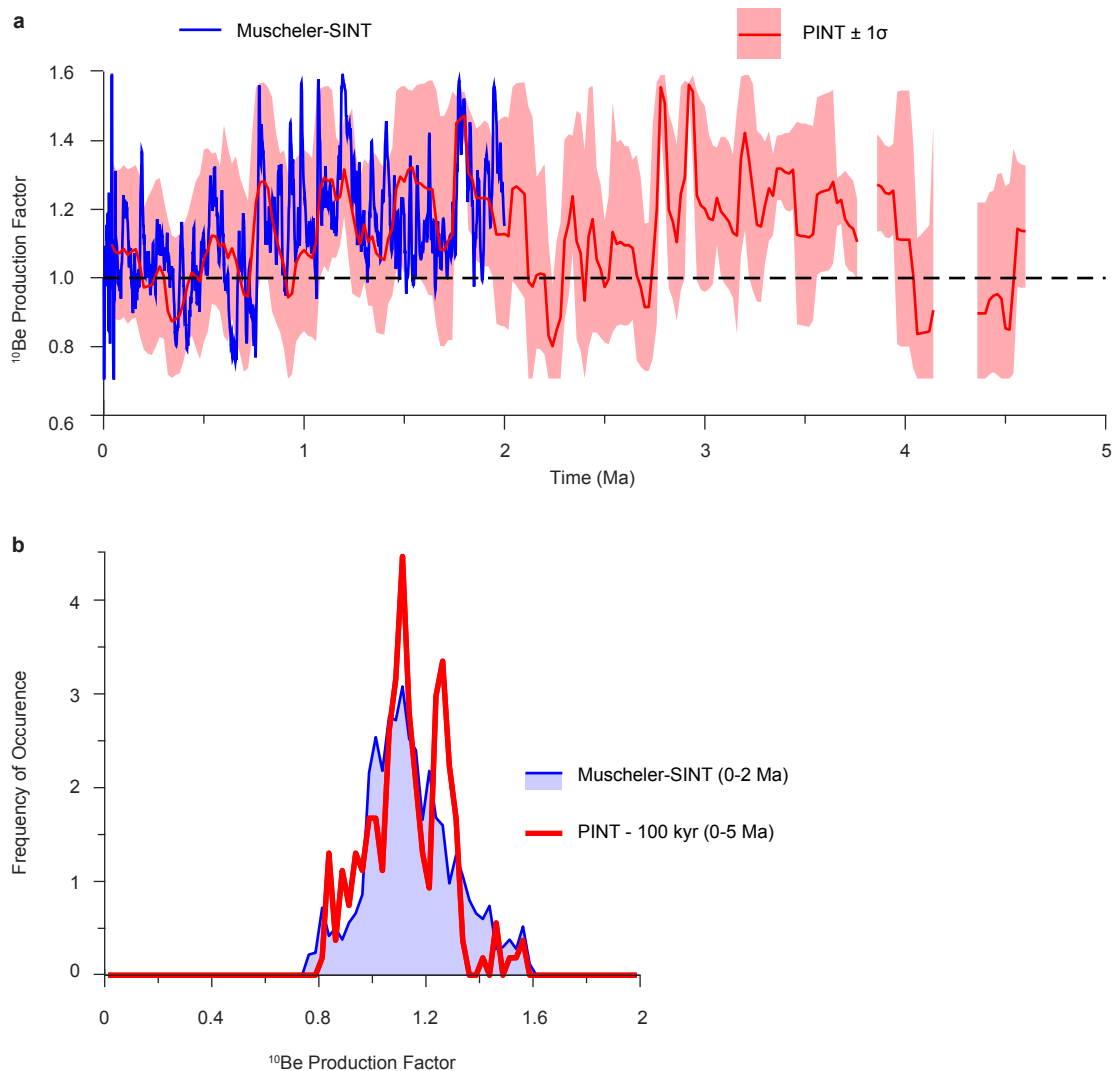 a
Muscheler-SINT
PINT ± 1σ
1.6
1.4
1.2
1.0
0.8
0.6
¹⁰Be Production Factor
0 1 2 3 4 5
Time (Ma)
b
4
3
2
1
0
Frequency of Occurence
Muscheler-SINT (0-2 Ma)
PINT - 100 kyr (0-5 Ma)
0 0.4 0.8 1.2 1.6 2
¹⁰Be Production Factor